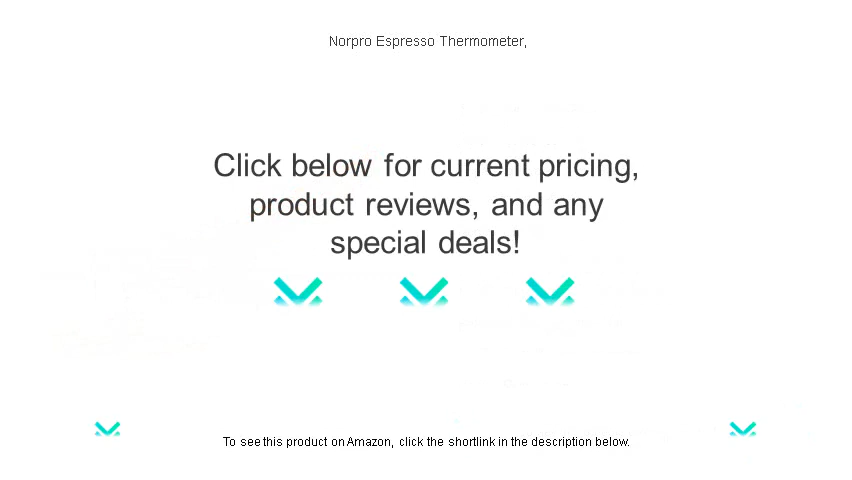 Norpro Espresso Thermometer,
Click below for current pricing,
product reviews, and any
special deals!
To see this product on Amazon, click the shortlink in the description below.